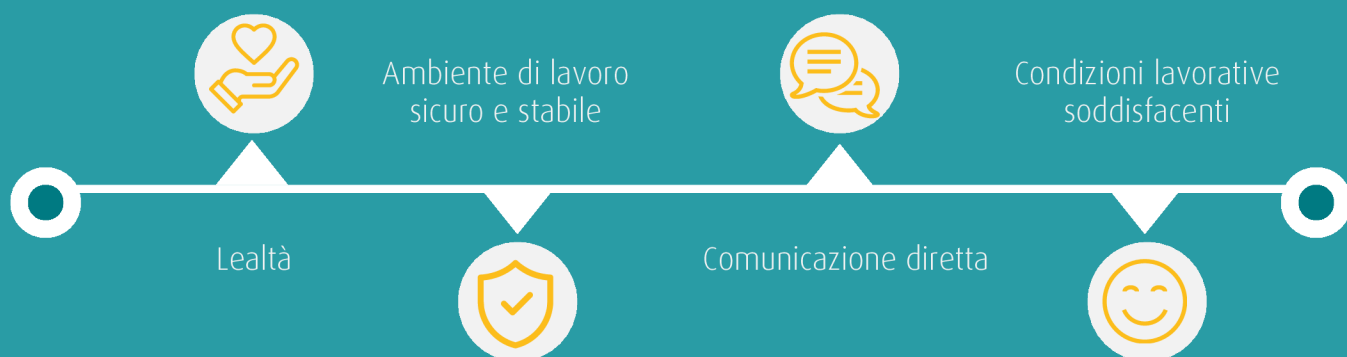 Ambiente di lavoro
sicuro e stabile
Condizioni lavorative
soddisfacenti
Lealtà
Comunicazione diretta